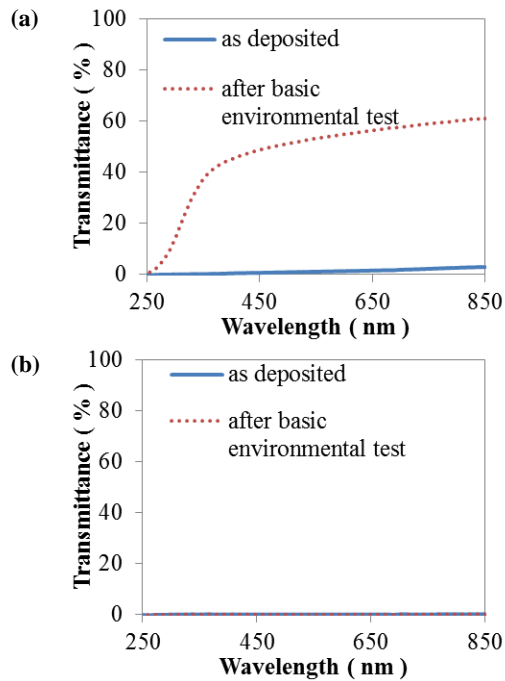 (a)
100
80
60
40
20
0
Transmittance ( % )
as deposited
after basic
environmental test
250 450 650 850
Wavelength ( nm )
(b)
100
80
60
40
20
0
Transmittance ( % )
as deposited
after basic
environmental test
250 450 650 850
Wavelength ( nm )